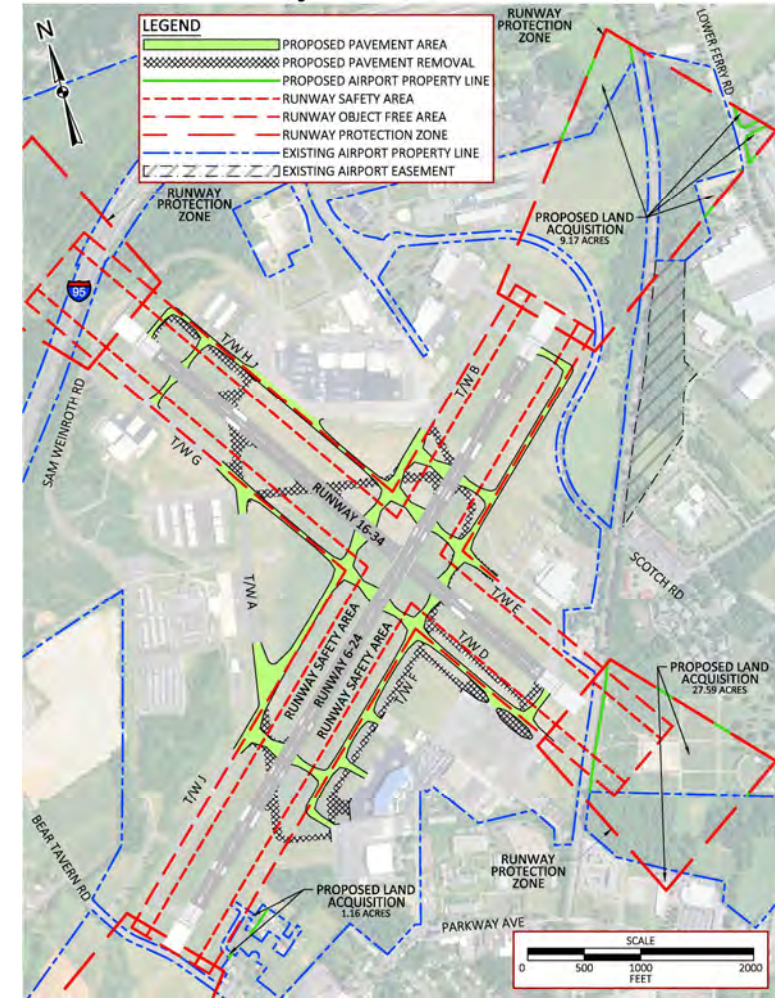 RUNWAY
PROTECTION
ZONE
LOWER FERRY RD
N
LEGEND
PROPOSED PAVEMENT AREA
PROPOSED PAVEMENT REMOVAL
PROPOSED AIRPORT PROPERTY LINE
RUNWAY SAFETY AREA
RUNWAY OBJECT FREE AREA
RUNWAY PROTECTION ZONE
EXISTING AIRPORT PROPERTY LINE
EXISTING AIRPORT EASEMENT
RUNWAY
PROTECTION
ZONE
PROPOSED LAND
ACQUISITION
9.17 ACRES
95
SAM WEINROTH RD
T/W H
T/W B
T/W G
RUNWAY 16-34
T/W A
SCOTCH RD
T/W E
T/W D
RUNWAY SAFETY AREA
RUNWAY 6-24
RUNWAY SAFETY AREA
T/W F
PROPOSED LAND
ACQUISITION
27.59 ACRES
T/W J
BEAR TAVERN RD
RUNWAY
PROTECTION
ZONE
PROPOSED LAND
ACQUISITION
1.16 ACRES
PARKWAY AVE
SCALE
0 500 1000 2000
FEET